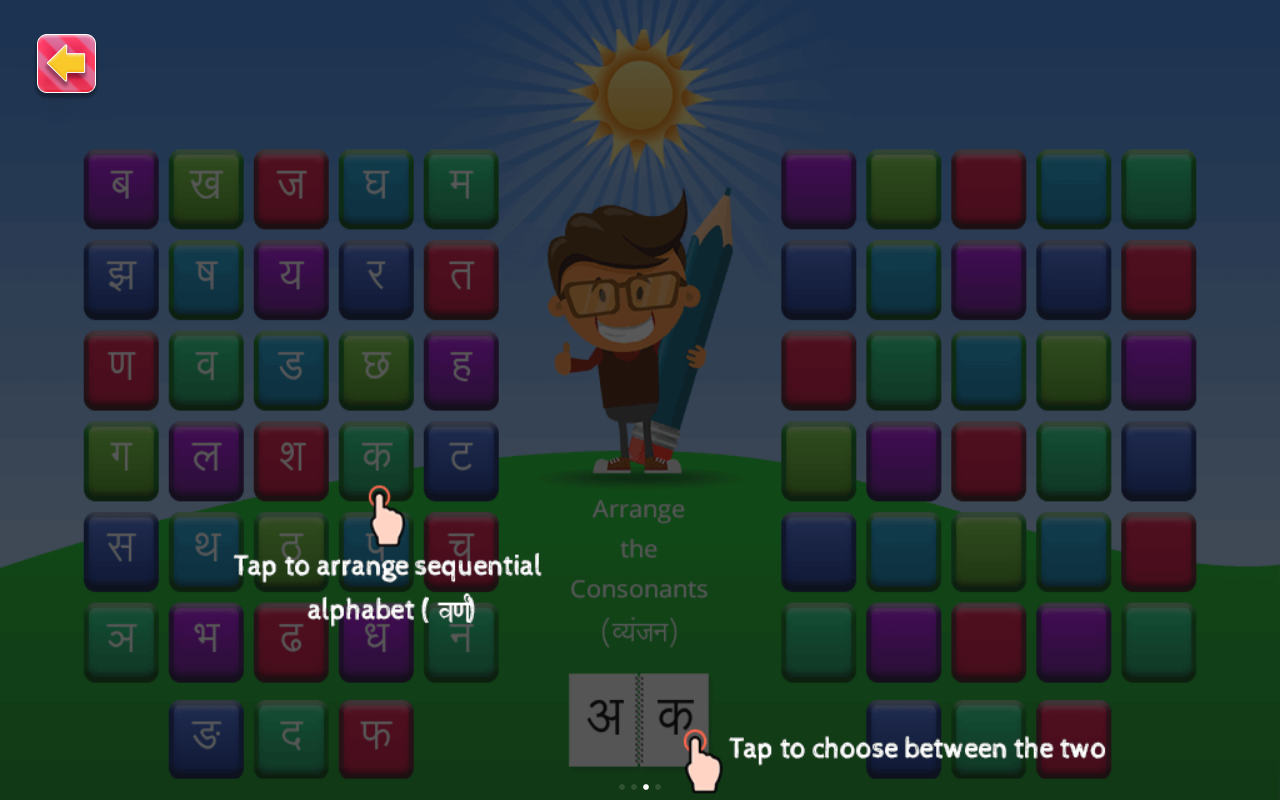 ब ख ज घ म
झ ष य र त
ण व ड छ ह
ग ल श क ट
स थ ठ प च
Tap to arrange sequential
alphabet ( वर्ण)
ञ भ ढ ध न
ङ द फ
Arrange
the
Consonants
(व्यंजन)
अ क
Tap to choose between the two